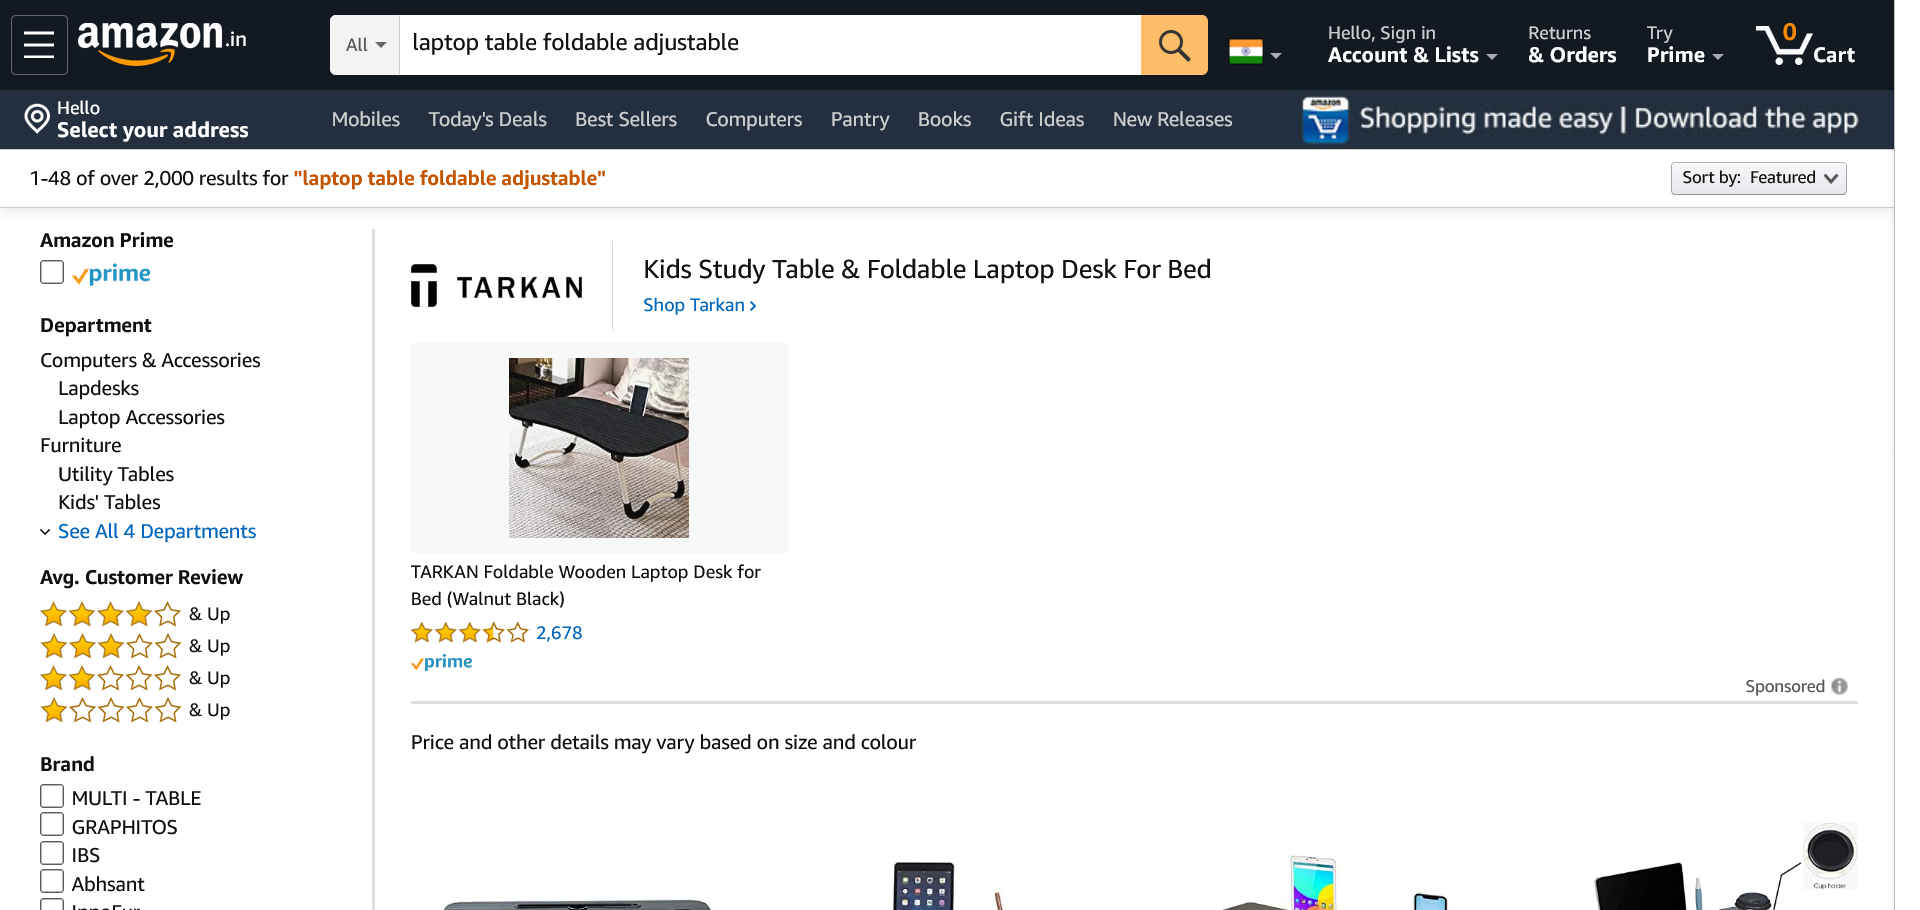 amazon.in
All
laptop table foldable adjustable
Hello, Sign in
Account & Lists
Returns
& Orders
Try
Prime
0
Cart
Hello
Select your address
Mobiles
Today's Deals
Best Sellers
Computers
Pantry
Books
Gift Ideas
New Releases
amazon
Shopping made easy | Download the app
1-48 of over 2,000 results for "laptop table foldable adjustable"
Sort by: Featured
Amazon Prime
prime
Department
Computers & Accessories
Lapdesks
Laptop Accessories
Furniture
Utility Tables
Kids' Tables
See All 4 Departments
Avg. Customer Review
& Up
& Up
& Up
& Up
Brand
MULTI - TABLE
GRAPHITOS
IBS
Abhsant
TARKAN
Kids Study Table & Foldable Laptop Desk For Bed
Shop Tarkan ›
TARKAN Foldable Wooden Laptop Desk for
Bed (Walnut Black)
2,678
prime
Sponsored
Price and other details may vary based on size and colour
Cup holder